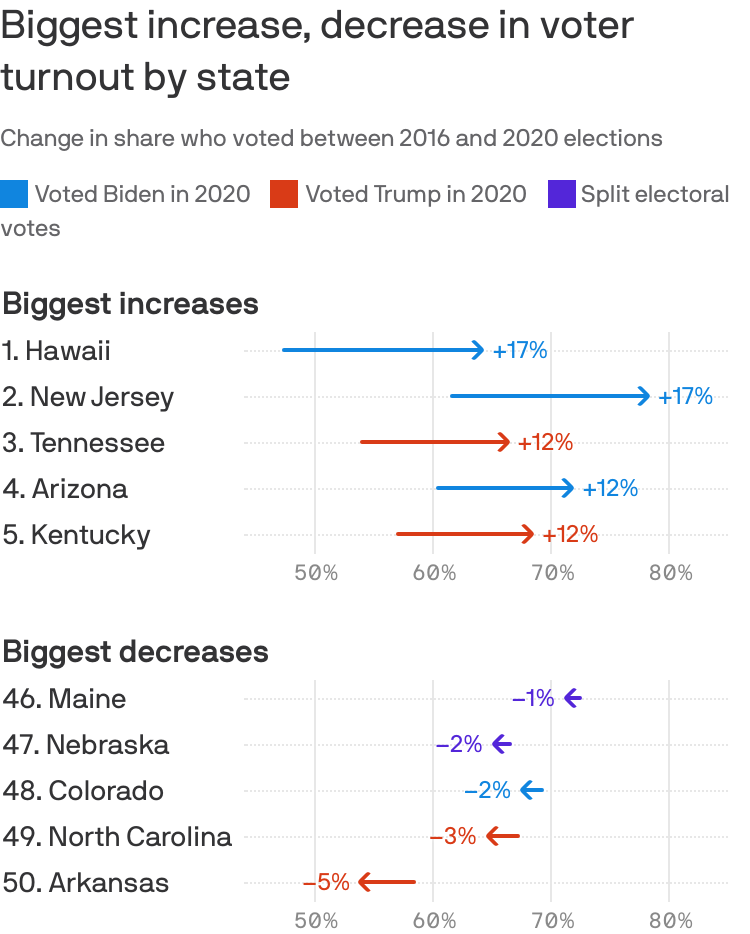 Biggest increase, decrease in voter
turnout by state
Change in share who voted between 2016 and 2020 elections
Voted Biden in 2020 Voted Trump in 2020 Split electoral
votes
Biggest increases
1. Hawaii +17%
2. New Jersey +17%
3. Tennessee +12%
4. Arizona +12%
5. Kentucky +12%
50% 60% 70% 80%
Biggest decreases
46. Maine –1%
47. Nebraska –2%
48. Colorado –2%
49. North Carolina –3%
50. Arkansas –5%
50% 60% 70% 80%